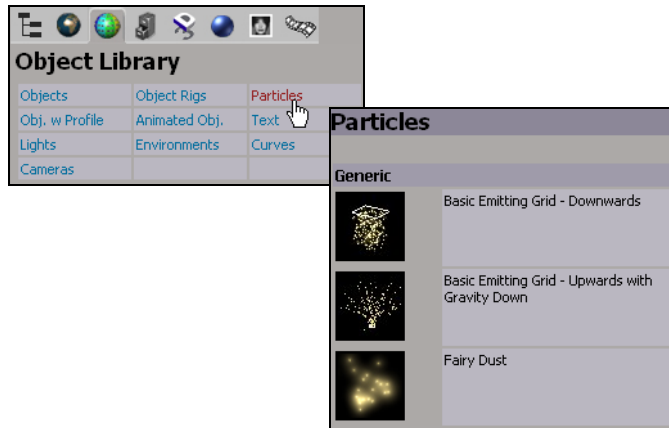 Object Library
Objects Object Rigs Particles
Obj. w Profile Animated Obj. Text
Lights Environments Curves
Cameras
Particles
Generic
Basic Emitting Grid - Downwards
Basic Emitting Grid - Upwards with
Gravity Down
Fairy Dust